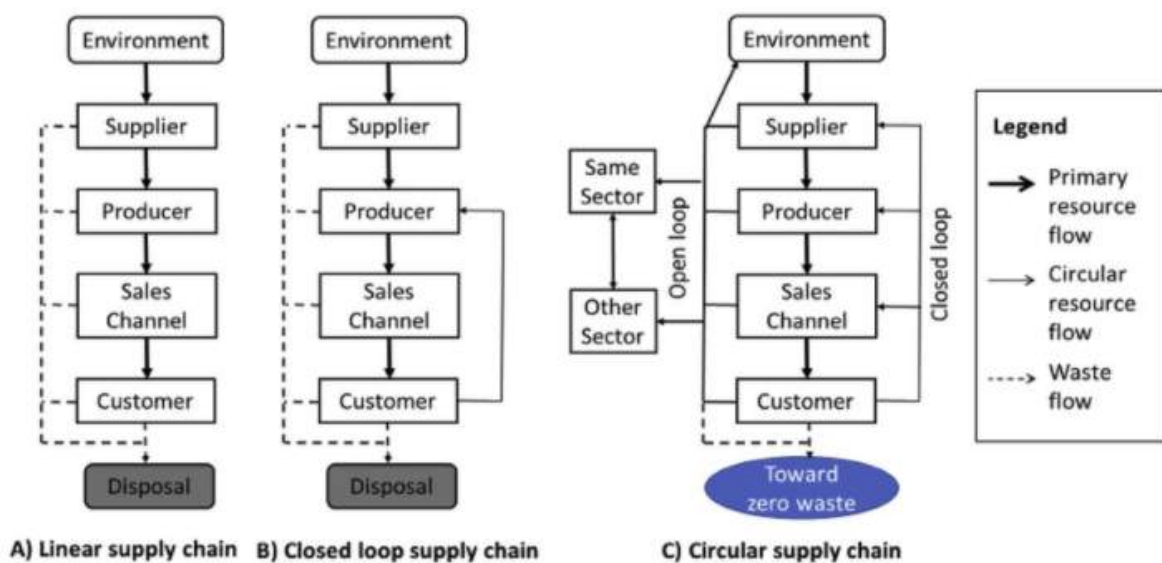 Environment
Supplier
Producer
Sales
Channel
Customer
Disposal
A) Linear supply chain
Environment
Supplier
Producer
Sales
Channel
Customer
Disposal
B) Closed loop supply chain
Environment
Supplier
Same
Sector
Producer
Open loop
Closed loop
Other
Sector
Sales
Channel
Customer
Toward
zero waste
C) Circular supply chain
Legend
Primary
resource
flow
Circular
resource
flow
Waste
flow